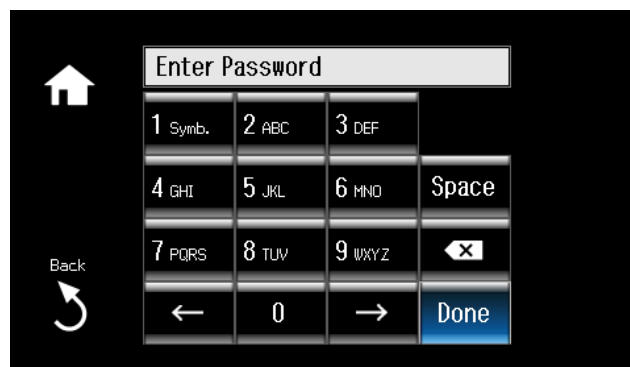 Enter Password
1 Symb. 2 ABC 3 DEF
4 GHI 5 JKL 6 MNO Space
7 PQRS 8 TUV 9 WXYZ
Back
0 Done